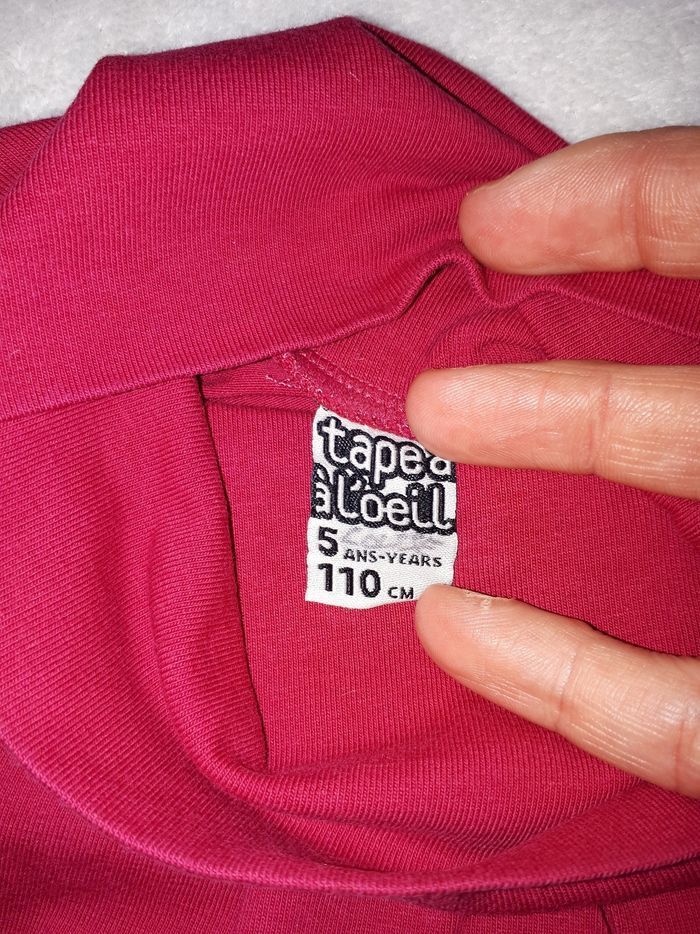 tape à
à l'oeil
5 ANS-YEARS
110 CM